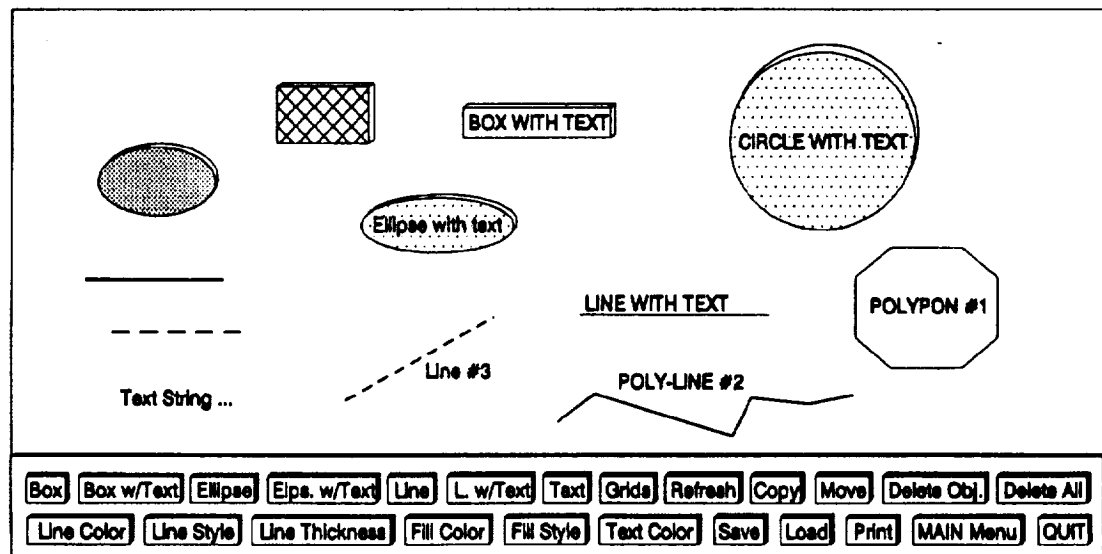 BOX WITH TEXT
CIRCLE WITH TEXT
Ellipse with text
LINE WITH TEXT
POLYPON #1
Line #3
POLY-LINE #2
Text String ...
Box Box w/Text Ellipse Elps. w/Text Line L. w/Text Text Grids Refresh Copy Move Delete Obj. Delete All
Line Color Line Style Line Thickness Fill Color Fill Style Text Color Save Load Print MAIN Menu QUIT